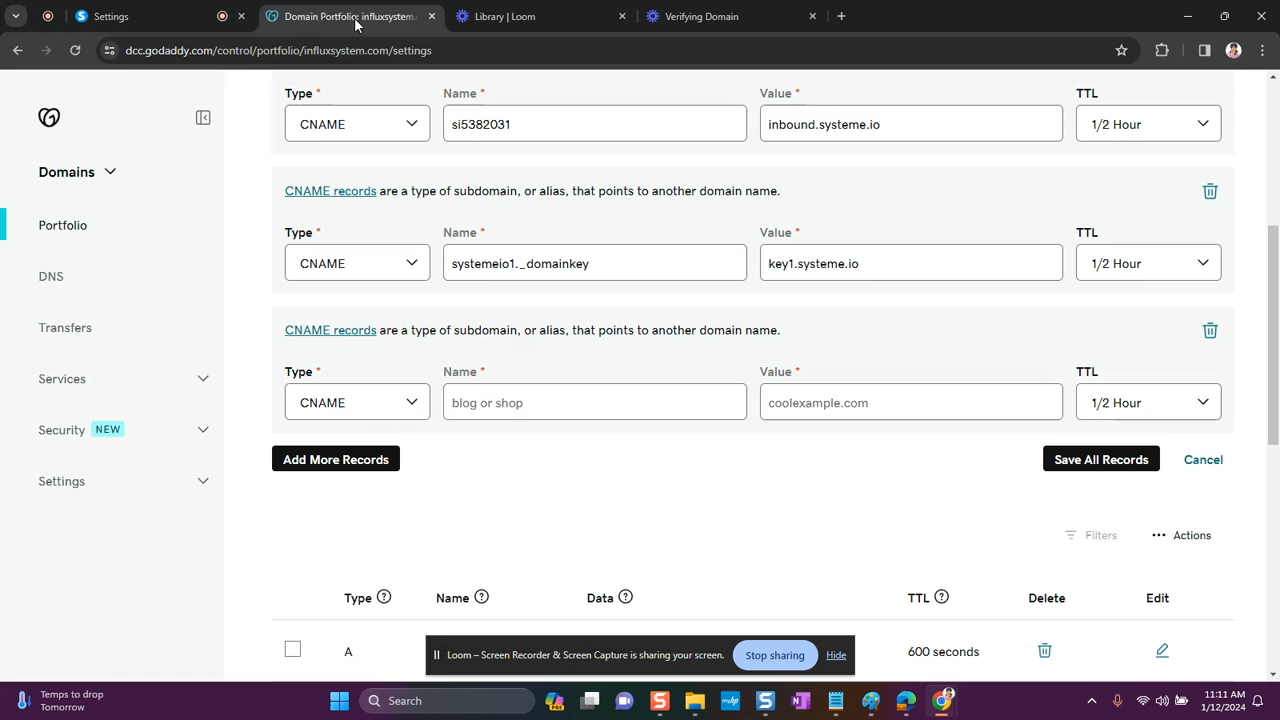 Settings
Domain Portfolio: influxsystem.
Library | Loom
Verifying Domain
dcc.godaddy.com/control/portfolio/influxsystem.com/settings
Domains
Portfolio
DNS
Transfers
Services
Security NEW
Settings
Type * Name * Value * TTL
CNAME si5382031 inbound.systeme.io 1/2 Hour
CNAME records are a type of subdomain, or alias, that points to another domain name.
Type * Name * Value * TTL
CNAME systemeio1._domainkey key1.systeme.io 1/2 Hour
CNAME records are a type of subdomain, or alias, that points to another domain name.
Type * Name * Value * TTL
CNAME blog or shop coolexample.com 1/2 Hour
Add More Records Save All Records Cancel
Filters Actions
Type Name Data TTL Delete Edit
A 600 seconds
Loom – Screen Recorder & Screen Capture is sharing your screen. Stop sharing Hide
Temps to drop
Tomorrow
Search
11:11 AM
1/12/2024